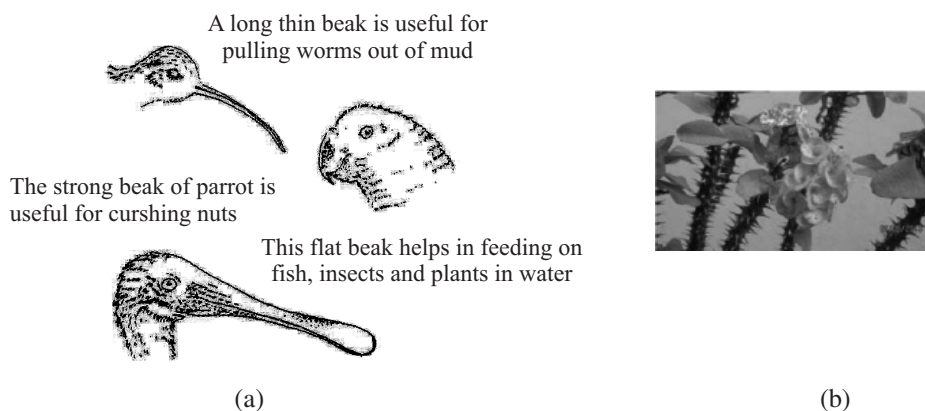 A long thin beak is useful for
pulling worms out of mud
The strong beak of parrot is
useful for curshing nuts
This flat beak helps in feeding on
fish, insects and plants in water
(a)
(b)